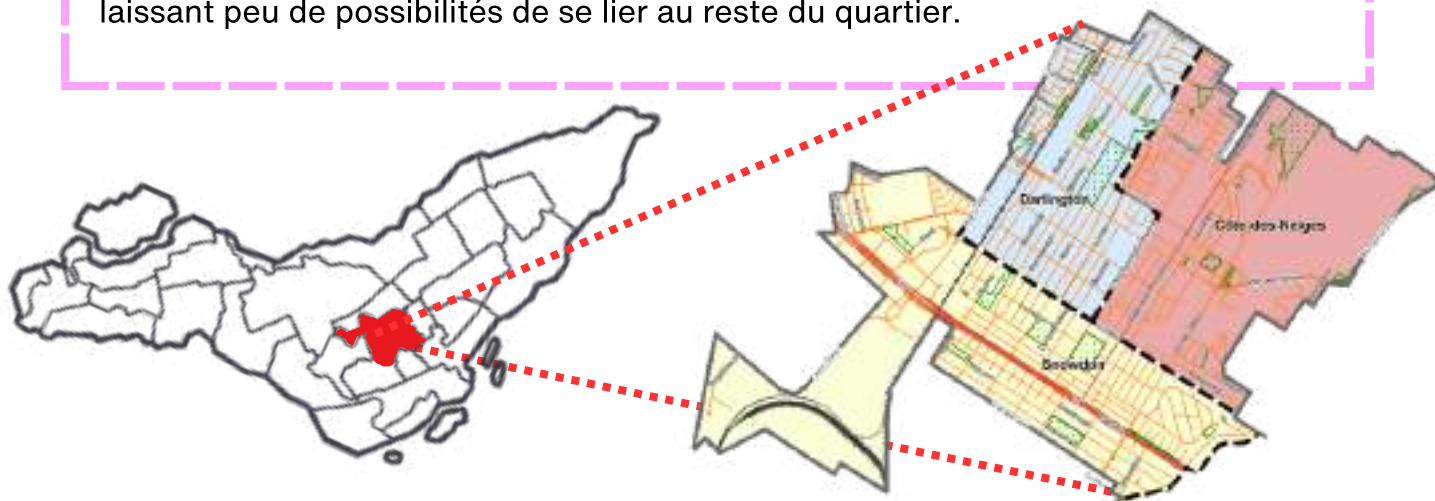 laissant peu de possibilités de se lier au reste du quartier.
Darlington
Côte-des-Neiges
Snowdon